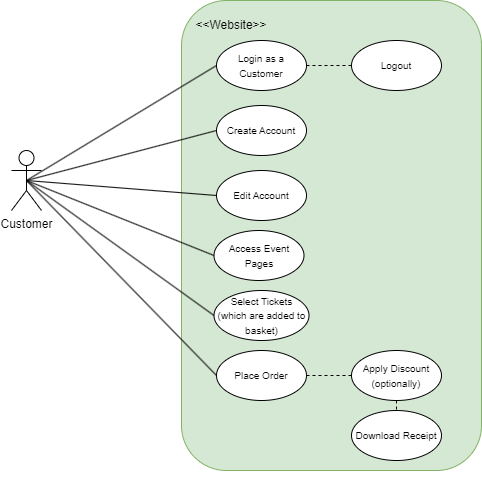 <<Website>>
Login as a
Customer
Logout
Create Account
Edit Account
Customer
Access Event
Pages
Select Tickets
(which are added to
basket)
Place Order
Apply Discount
(optionally)
Download Receipt